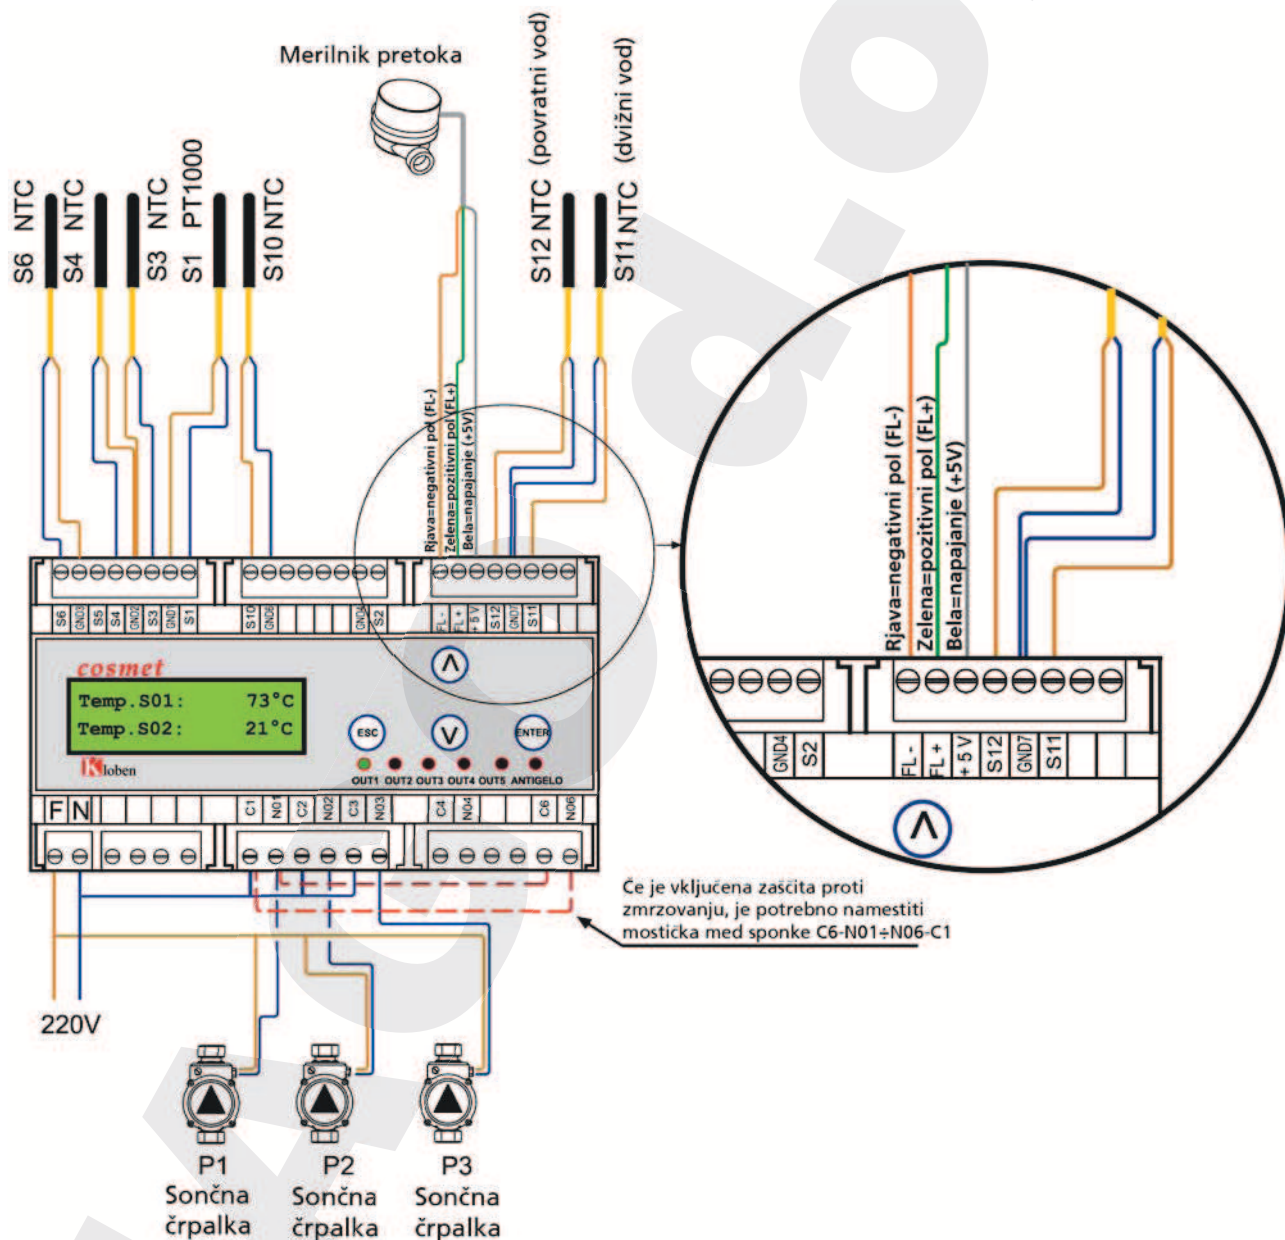 Merilnik pretoka
S6 NTC
S4 NTC
S3 NTC
S1 PT1000
S10 NTC
S12 NTC (povratni vod)
S11 NTC (dvižni vod)
Rjava=negativni pol (FL-)
Zelena=pozitivni pol (FL+)
Bela=napajanje (+5V)
Rjava=negativni pol (FL-)
Zelena=pozitivni pol (FL+)
Bela=napajanje (+5V)
S6 GND3 S5 S4 GND2 S3 GND1 S1
S10 GND6 GND4 S2
FL - FL + + 5 V S12 GND7 S11
GND4 S2
FL - FL + + 5 V S12 GND7 S11
cosmet
Temp.S01: 73°C
Temp.S02: 21°C
Kloben
ESC
ENTER
OUT1 OUT2 OUT3 OUT4 OUT5 ANTIGELO
F N
C1 N01 C2 N02 C3 N03
C4 N04 C6 N06
Če je vključena zaščita proti
zmrzovanju, je potrebno namestiti
mostička med sponke C6-N01÷N06-C1
220V
P1
Sončna
črpalka
P2
Sončna
črpalka
P3
Sončna
črpalka